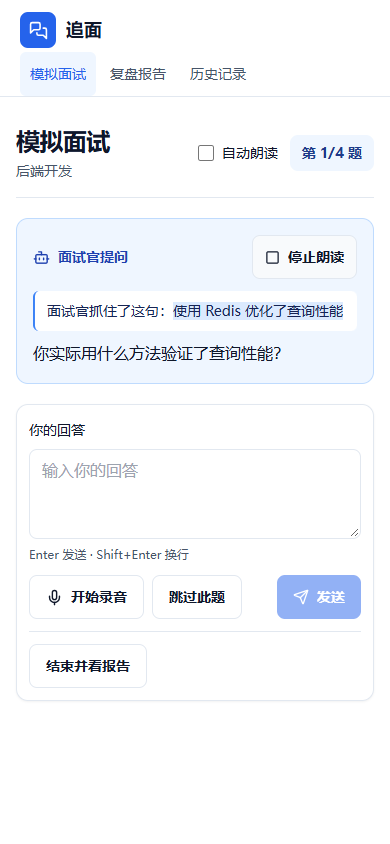 追面
模拟面试 复盘报告 历史记录
模拟面试
后端开发
自动朗读
第 1/4 题
面试官提问
停止朗读
面试官抓住了这句：使用 Redis 优化了查询性能
你实际用什么方法验证了查询性能？
你的回答
输入你的回答
Enter 发送 · Shift+Enter 换行
开始录音 跳过此题 发送
结束并看报告